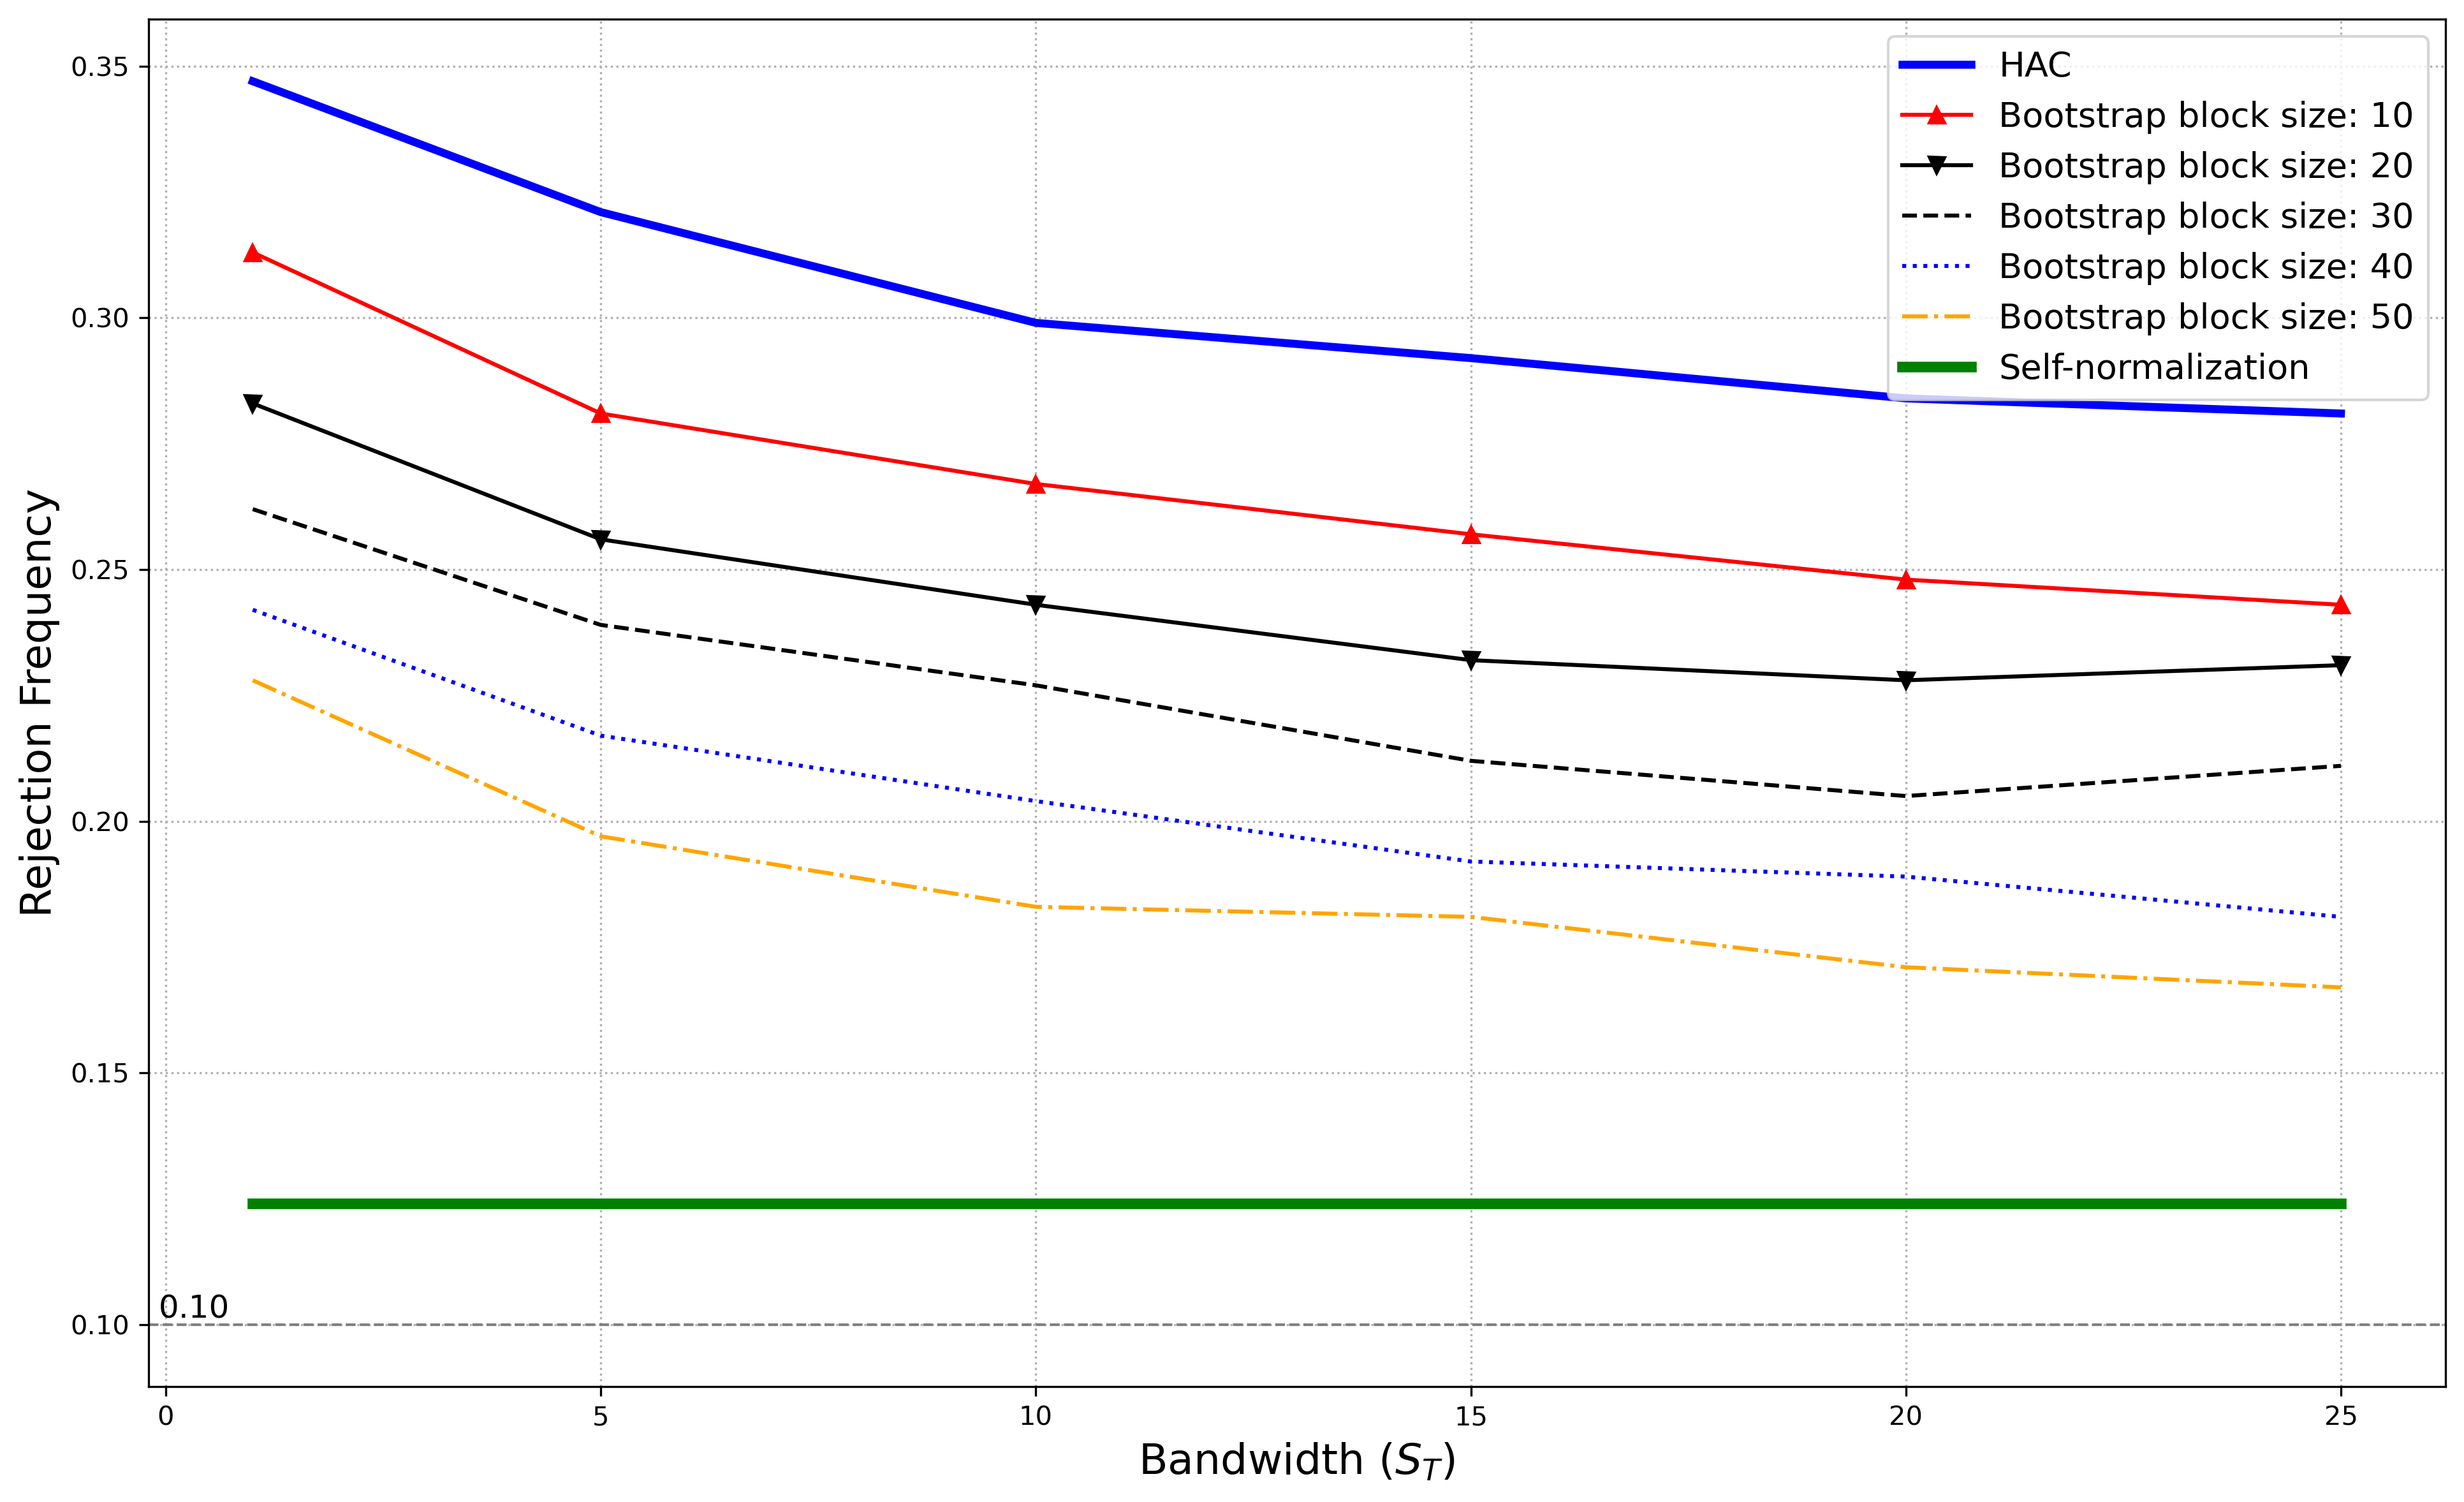 HAC
Bootstrap block size: 10
Bootstrap block size: 20
Bootstrap block size: 30
Bootstrap block size: 40
Bootstrap block size: 50
Self-normalization
Rejection Frequency
0.35
0.30
0.25
0.20
0.15
0.10
0.10
0 5 10 15 20 25
Bandwidth ($S_T$)